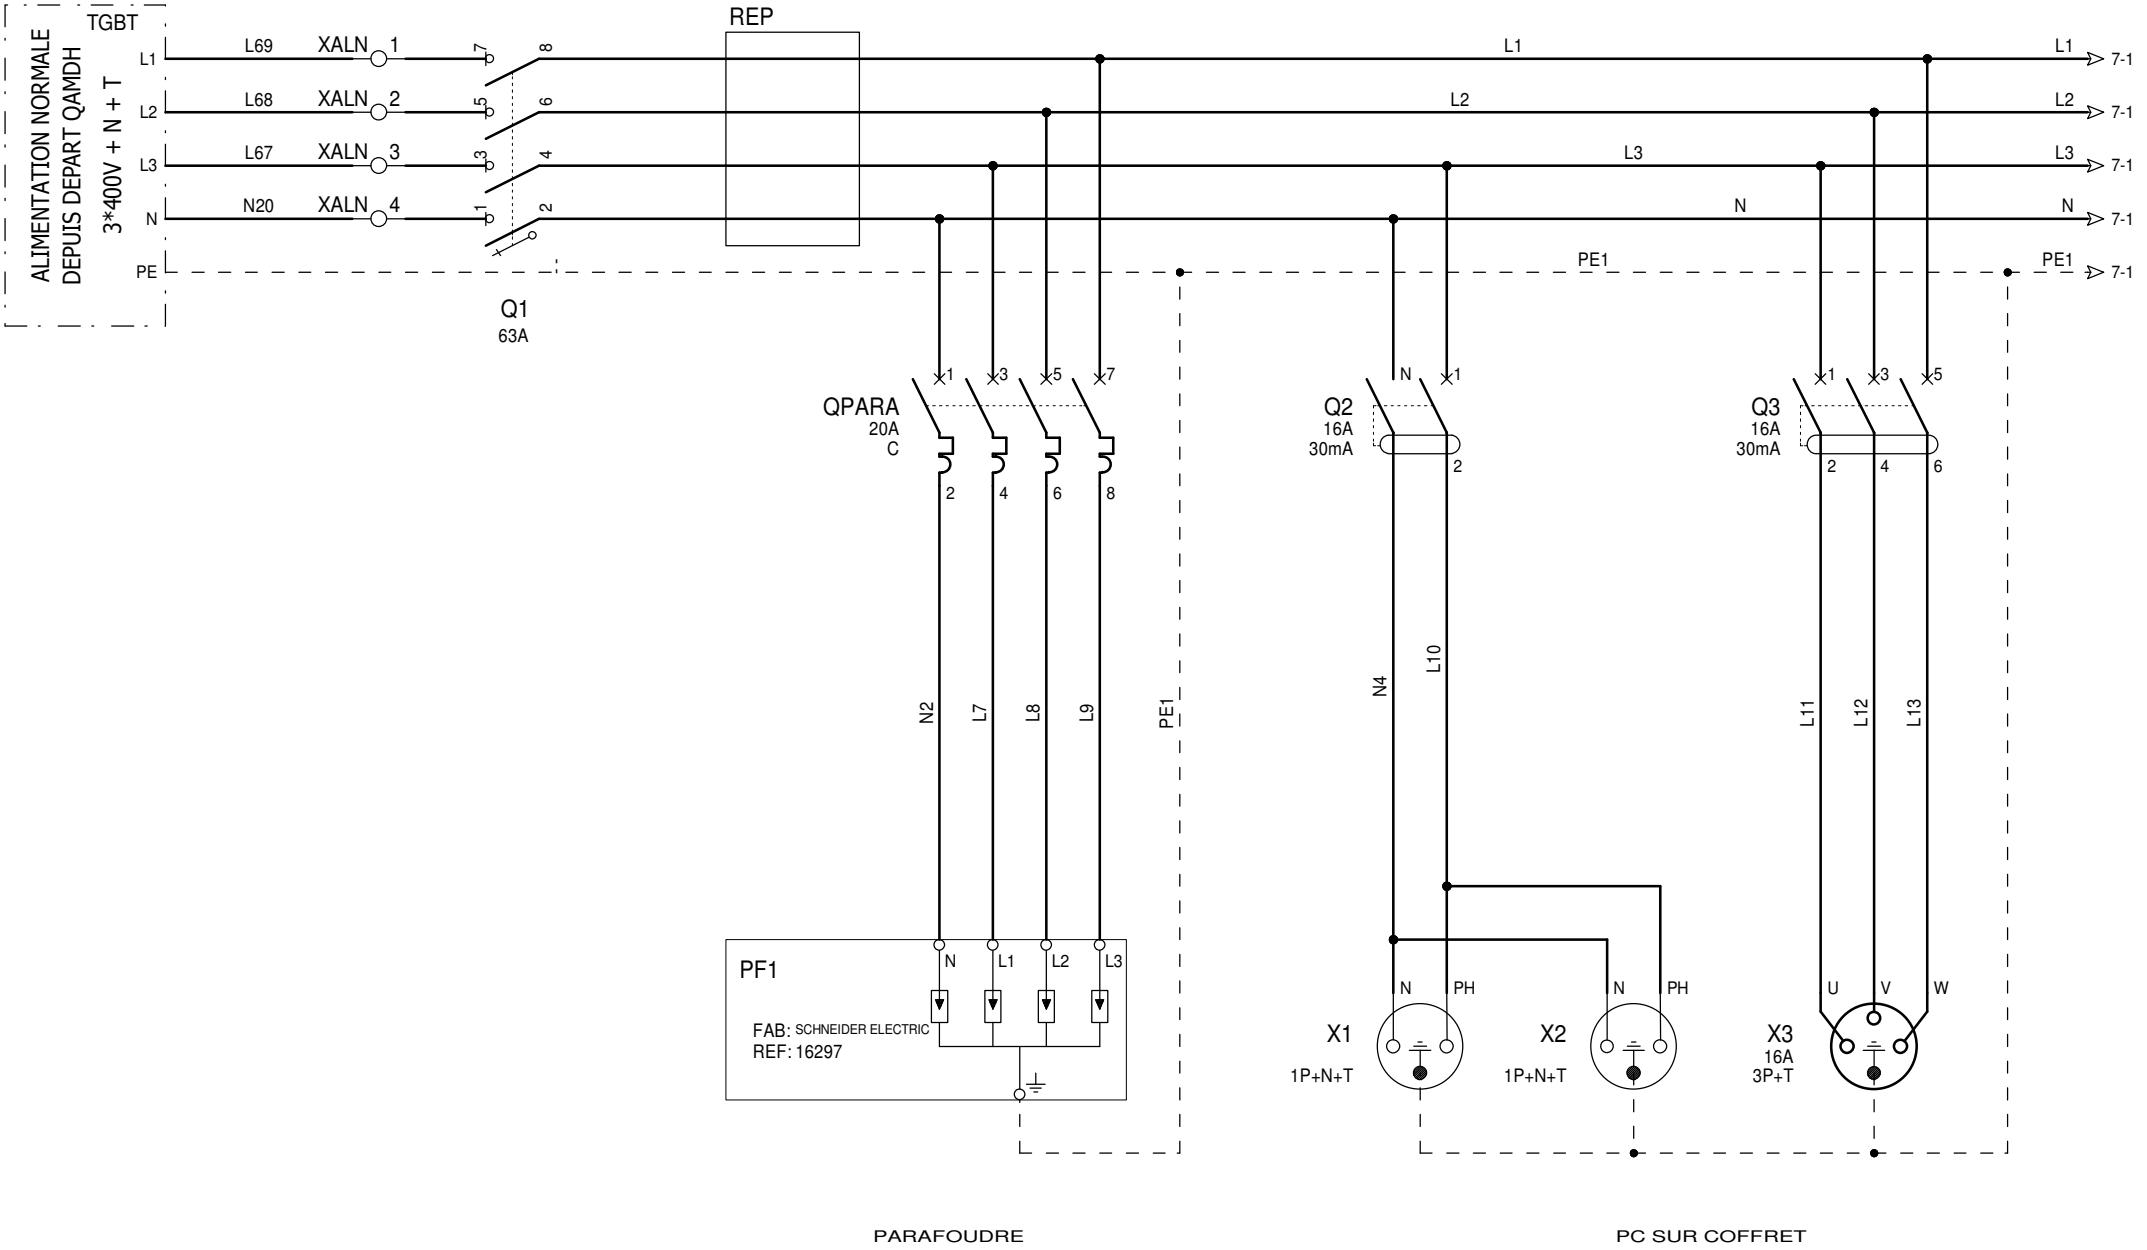 TGBT
ALIMENTATION NORMALE
DEPUIS DEPART QAMDH
3*400V + N + T
REP
L1 L69 XALN 1 7 8 L1 L1 7-1
L2 L68 XALN 2 5 6 L2 L2 7-1
L3 L67 XALN 3 3 4 L3 L3 7-1
N N20 XALN 4 1 2 N N 7-1
PE PE1 PE1 7-1
Q1
63A
1 3 5 7
QPARA
20A
C
2 4 6 8
N 1
Q2
16A
30mA
2
1 3 5
Q3
16A
30mA
2 4 6
N2 L7 L8 L9 PE1
N4 L10
L11 L12 L13
PF1
N L1 L2 L3
FAB: SCHNEIDER ELECTRIC
REF: 16297
N PH
X1
1P+N+T
N PH
X2
1P+N+T
U V W
X3
16A
3P+T
PARAFOUDRE
PC SUR COFFRET